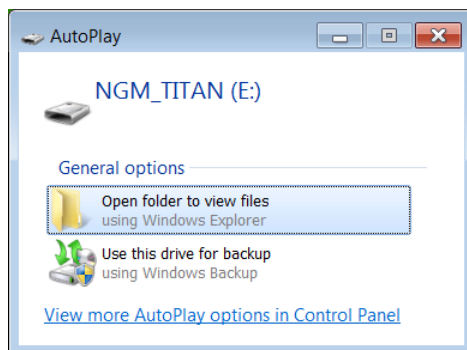 AutoPlay
NGM_TITAN (E:)
General options
Open folder to view files
using Windows Explorer
Use this drive for backup
using Windows Backup
View more AutoPlay options in Control Panel